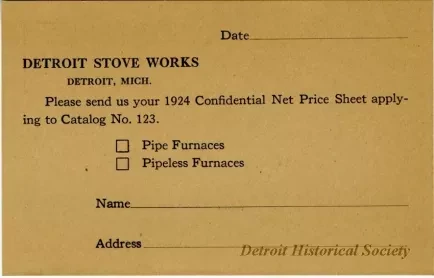 Date
DETROIT STOVE WORKS
DETROIT, MICH.
Please send us your 1924 Confidential Net Price Sheet apply-
ing to Catalog No. 123.
Pipe Furnaces
Pipeless Furnaces
Name
Address
Detroit Historical Society